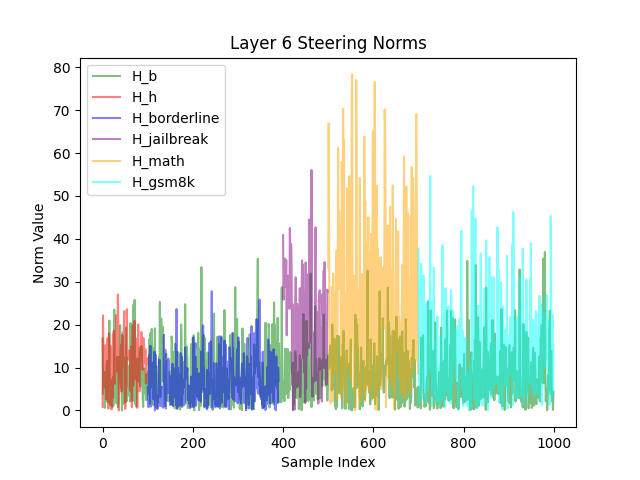 Layer 6 Steering Norms
H_b
H_h
H_borderline
H_jailbreak
H_math
H_gsm8k
80
70
60
50
40
30
20
10
0
Norm Value
0
200
400
600
800
1000
Sample Index